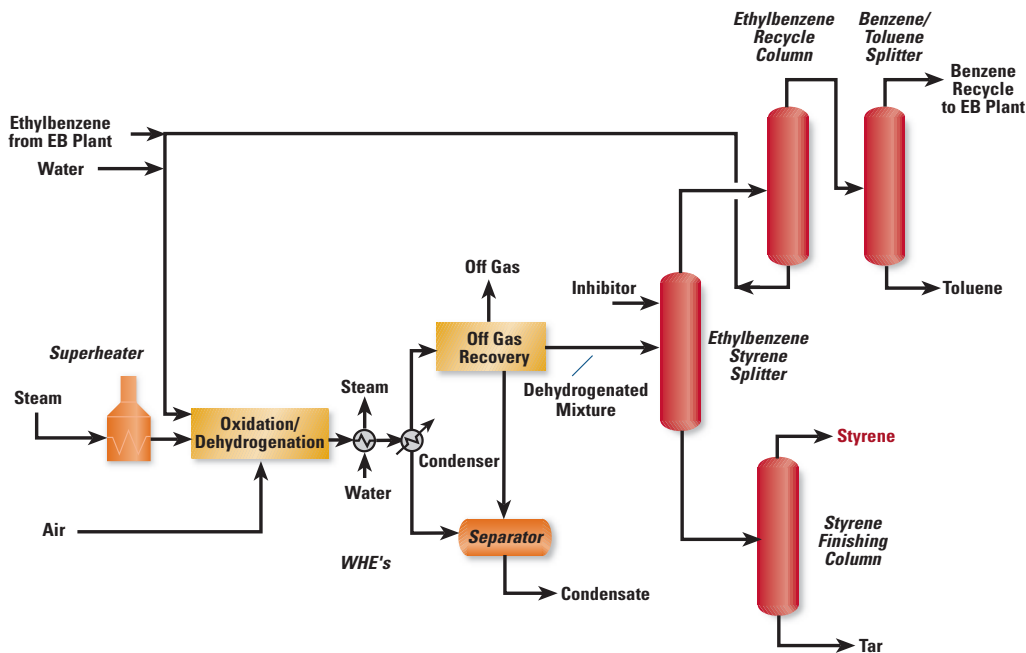 Ethylbenzene
Recycle
Column
Benzene/
Toluene
Splitter
Benzene
Recycle
to EB Plant
Ethylbenzene
from EB Plant
Water
Off Gas
Inhibitor
Toluene
Off Gas
Recovery
Ethylbenzene
Styrene
Splitter
Superheater
Steam
Steam
Dehydrogenated
Mixture
Oxidation/
Dehydrogenation
Condenser
Styrene
Water
Air
Separator
Styrene
Finishing
Column
WHE's
Condensate
Tar